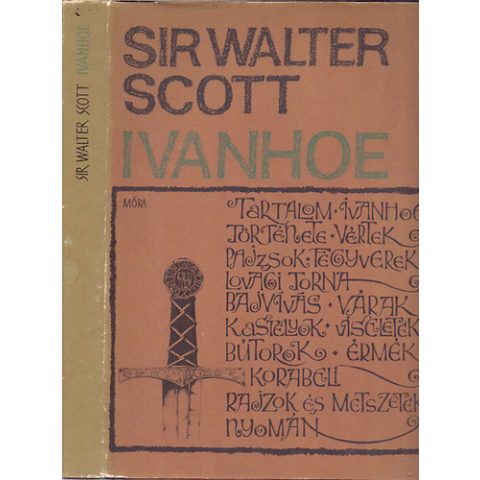 SIR WALTER SCOTT IVANHOE
SIR WALTER
SCOTT
IVANHOE
MÓRA
TARTALOM · IVANHOE
TÖRTÉNETE · VÉRTEK
PAJZSOK · FEGYVEREK
LOVAGI TORNA
BAJVÍVÁS · VÁRAK
KASTÉLYOK · VISELETEK
BÚTOROK · ÉRMÉK
KORABELI
RAJZOK ÉS METSZETEK
NYOMÁN